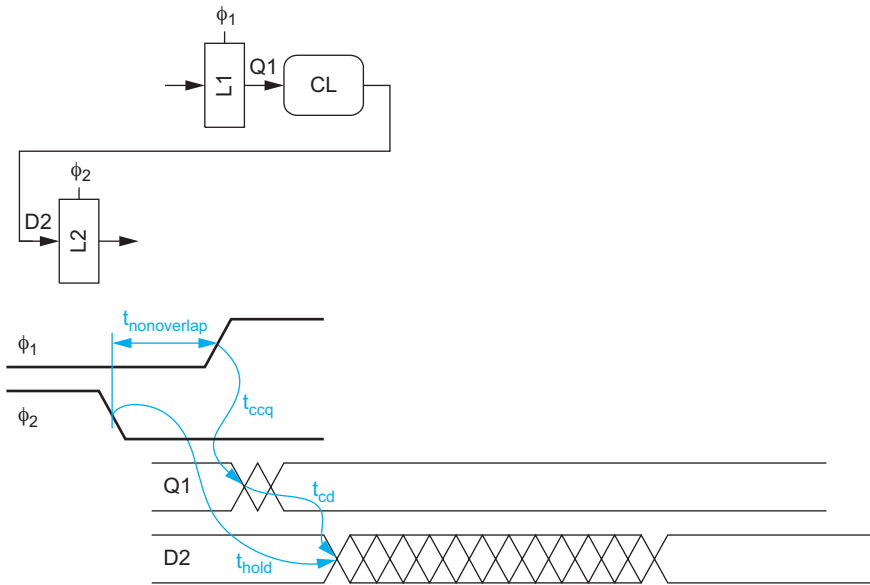 ϕ1
L1
Q1
CL
ϕ2
D2
L2
tnonoverlap
ϕ1
tccq
ϕ2
Q1
tcd
D2
thold